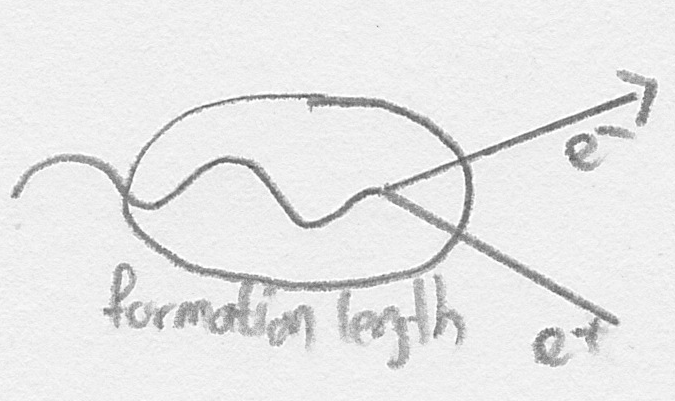 e⁻
formation length
e⁺